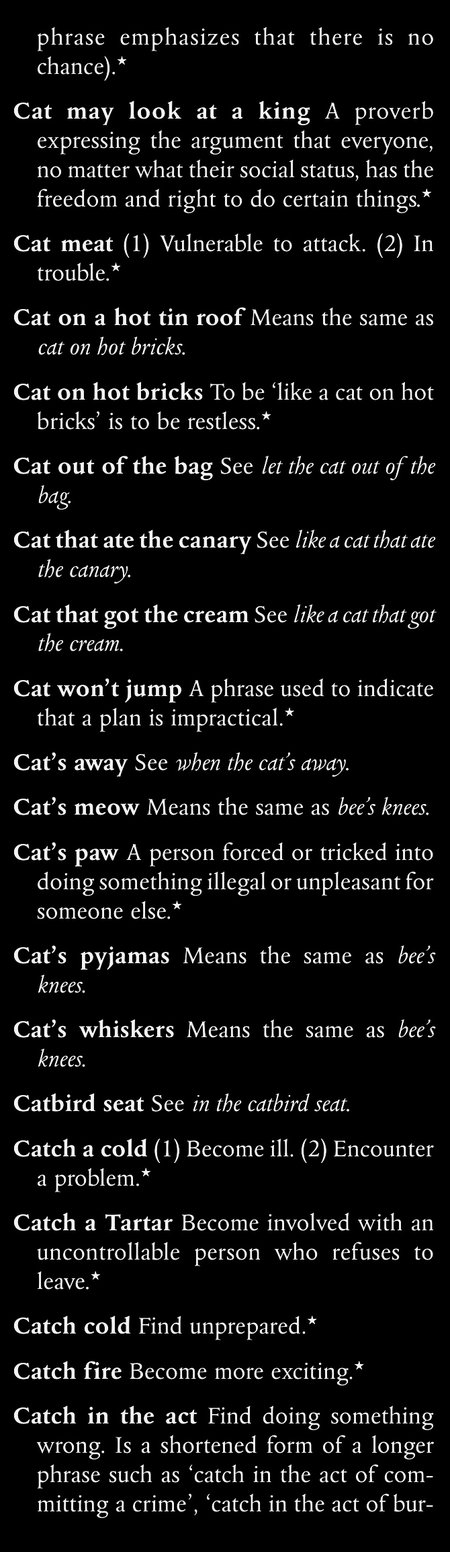 phrase emphasizes that there is no
chance).★
Cat may look at a king A proverb
expressing the argument that everyone,
no matter what their social status, has the
freedom and right to do certain things.★
Cat meat (1) Vulnerable to attack. (2) In
trouble.★
Cat on a hot tin roof Means the same as
cat on hot bricks.
Cat on hot bricks To be ‘like a cat on hot
bricks’ is to be restless.★
Cat out of the bag See let the cat out of the
bag.
Cat that ate the canary See like a cat that ate
the canary.
Cat that got the cream See like a cat that got
the cream.
Cat won’t jump A phrase used to indicate
that a plan is impractical.★
Cat’s away See when the cat’s away.
Cat’s meow Means the same as bee’s knees.
Cat’s paw A person forced or tricked into
doing something illegal or unpleasant for
someone else.★
Cat’s pyjamas Means the same as bee’s
knees.
Cat’s whiskers Means the same as bee’s
knees.
Catbird seat See in the catbird seat.
Catch a cold (1) Become ill. (2) Encounter
a problem.★
Catch a Tartar Become involved with an
uncontrollable person who refuses to
leave.★
Catch cold Find unprepared.★
Catch fire Become more exciting.★
Catch in the act Find doing something
wrong. Is a shortened form of a longer
phrase such as ‘catch in the act of com-
mitting a crime’, ‘catch in the act of bur-